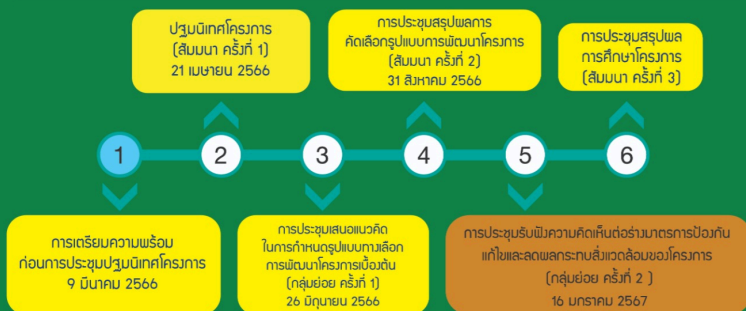 1
การเตรียมความพร้อม
ก่อนการประชุมปฐมนิเทศโครงการ
9 มีนาคม 2566
2
ปฐมนิเทศโครงการ
(สัมมนา ครั้งที่ 1)
21 เมษายน 2566
3
การประชุมเสนอแนวคิด
ในการกำหนดรูปแบบทางเลือก
การพัฒนาโครงการเบื้องต้น
(กลุ่มย่อย ครั้งที่ 1)
26 มิถุนายน 2566
4
การประชุมสรุปผลการ
คัดเลือกรูปแบบการพัฒนาโครงการ
(สัมมนา ครั้งที่ 2)
31 สิงหาคม 2566
5
การประชุมรับฟังความคิดเห็นต่อร่างมาตรการป้องกัน
แก้ไขและลดผลกระทบสิ่งแวดล้อมของโครงการ
(กลุ่มย่อย ครั้งที่ 2 )
16 มกราคม 2567
6
การประชุมสรุปผล
การศึกษาโครงการ
(สัมมนา ครั้งที่ 3)